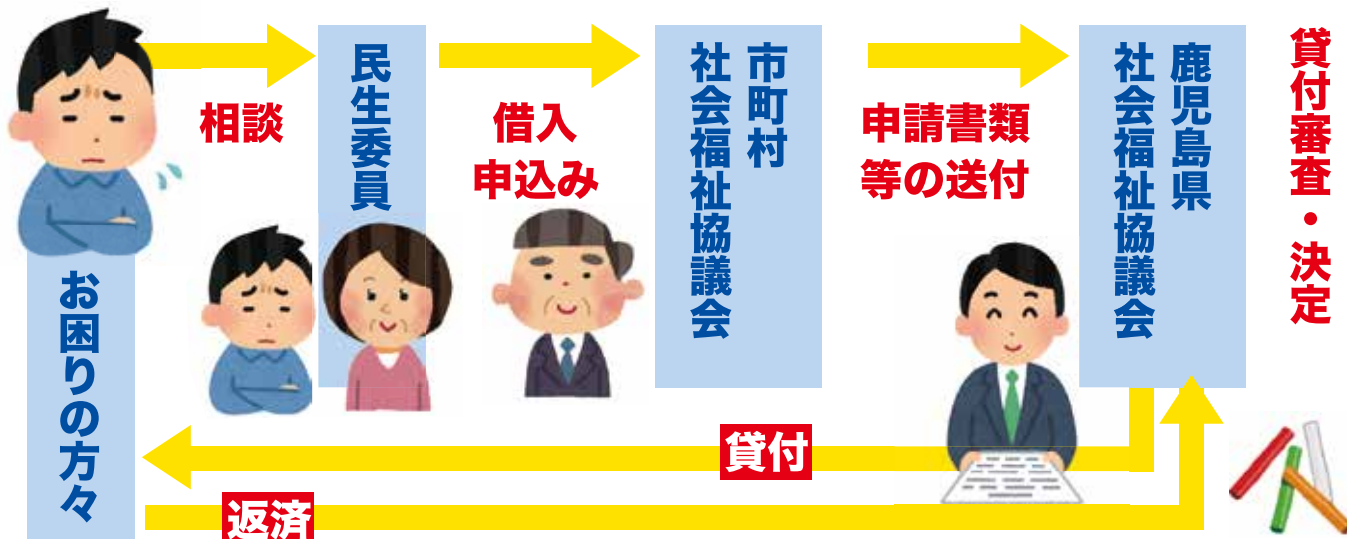 お困りの方々
相談
民生委員
借入
申込み
市町村
社会福祉協議会
申請書類
等の送付
鹿児島県
社会福祉協議会
貸付審査・決定
貸付
返済